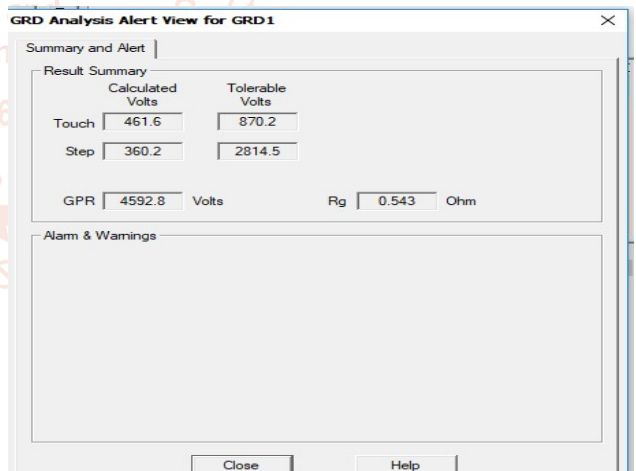 GRD Analysis Alert View for GRD1
Summary and Alert
Result Summary
Calculated Volts Tolerable Volts
Touch 461.6 870.2
Step 360.2 2814.5
GPR 4592.8 Volts Rg 0.543 Ohm
Alarm & Warnings
Close Help